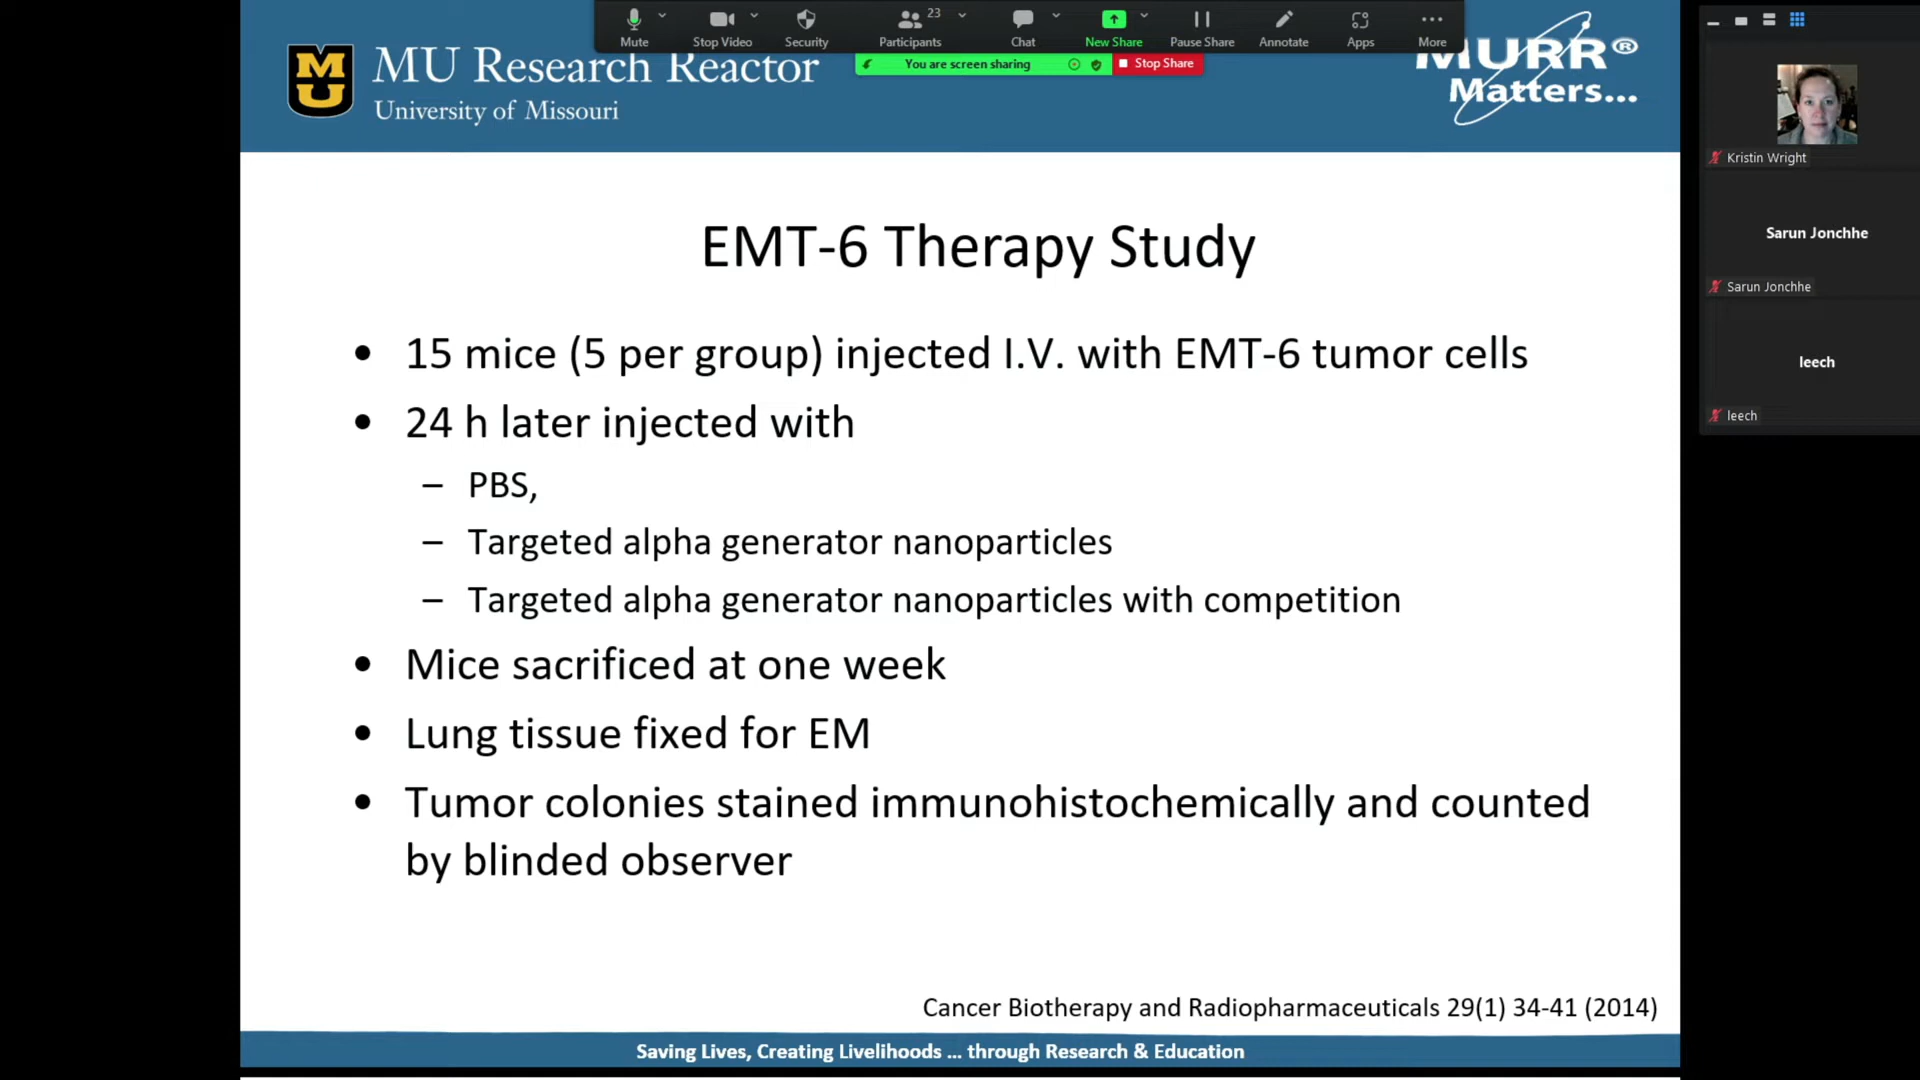 Mute
Stop Video
Security
Participants
23
Chat
New Share
Pause Share
Annotate
Apps
More
You are screen sharing
Stop Share
MU
MU Research Reactor
University of Missouri
MURR®
Matters...
Kristin Wright
Sarun Jonchhe
Sarun Jonchhe
leech
leech
EMT-6 Therapy Study
• 15 mice (5 per group) injected I.V. with EMT-6 tumor cells
• 24 h later injected with
– PBS,
– Targeted alpha generator nanoparticles
– Targeted alpha generator nanoparticles with competition
• Mice sacrificed at one week
• Lung tissue fixed for EM
• Tumor colonies stained immunohistochemically and counted
by blinded observer
Cancer Biotherapy and Radiopharmaceuticals 29(1) 34-41 (2014)
Saving Lives, Creating Livelihoods ... through Research & Education